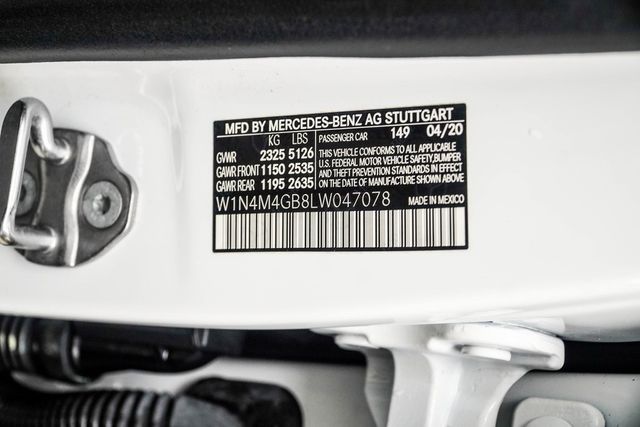 MFD BY MERCEDES-BENZ AG STUTTGART
KG LBS PASSENGER CAR 149 04/20
GVWR 2325 5126 THIS VEHICLE CONFORMS TO ALL APPLICABLE
GAWR FRONT 1150 2535 U.S. FEDERAL MOTOR VEHICLE SAFETY, BUMPER
GAWR REAR 1195 2635 AND THEFT PREVENTION STANDARDS IN EFFECT
ON THE DATE OF MANUFACTURE SHOWN ABOVE
W1N4M4GB8LW047078 MADE IN MEXICO